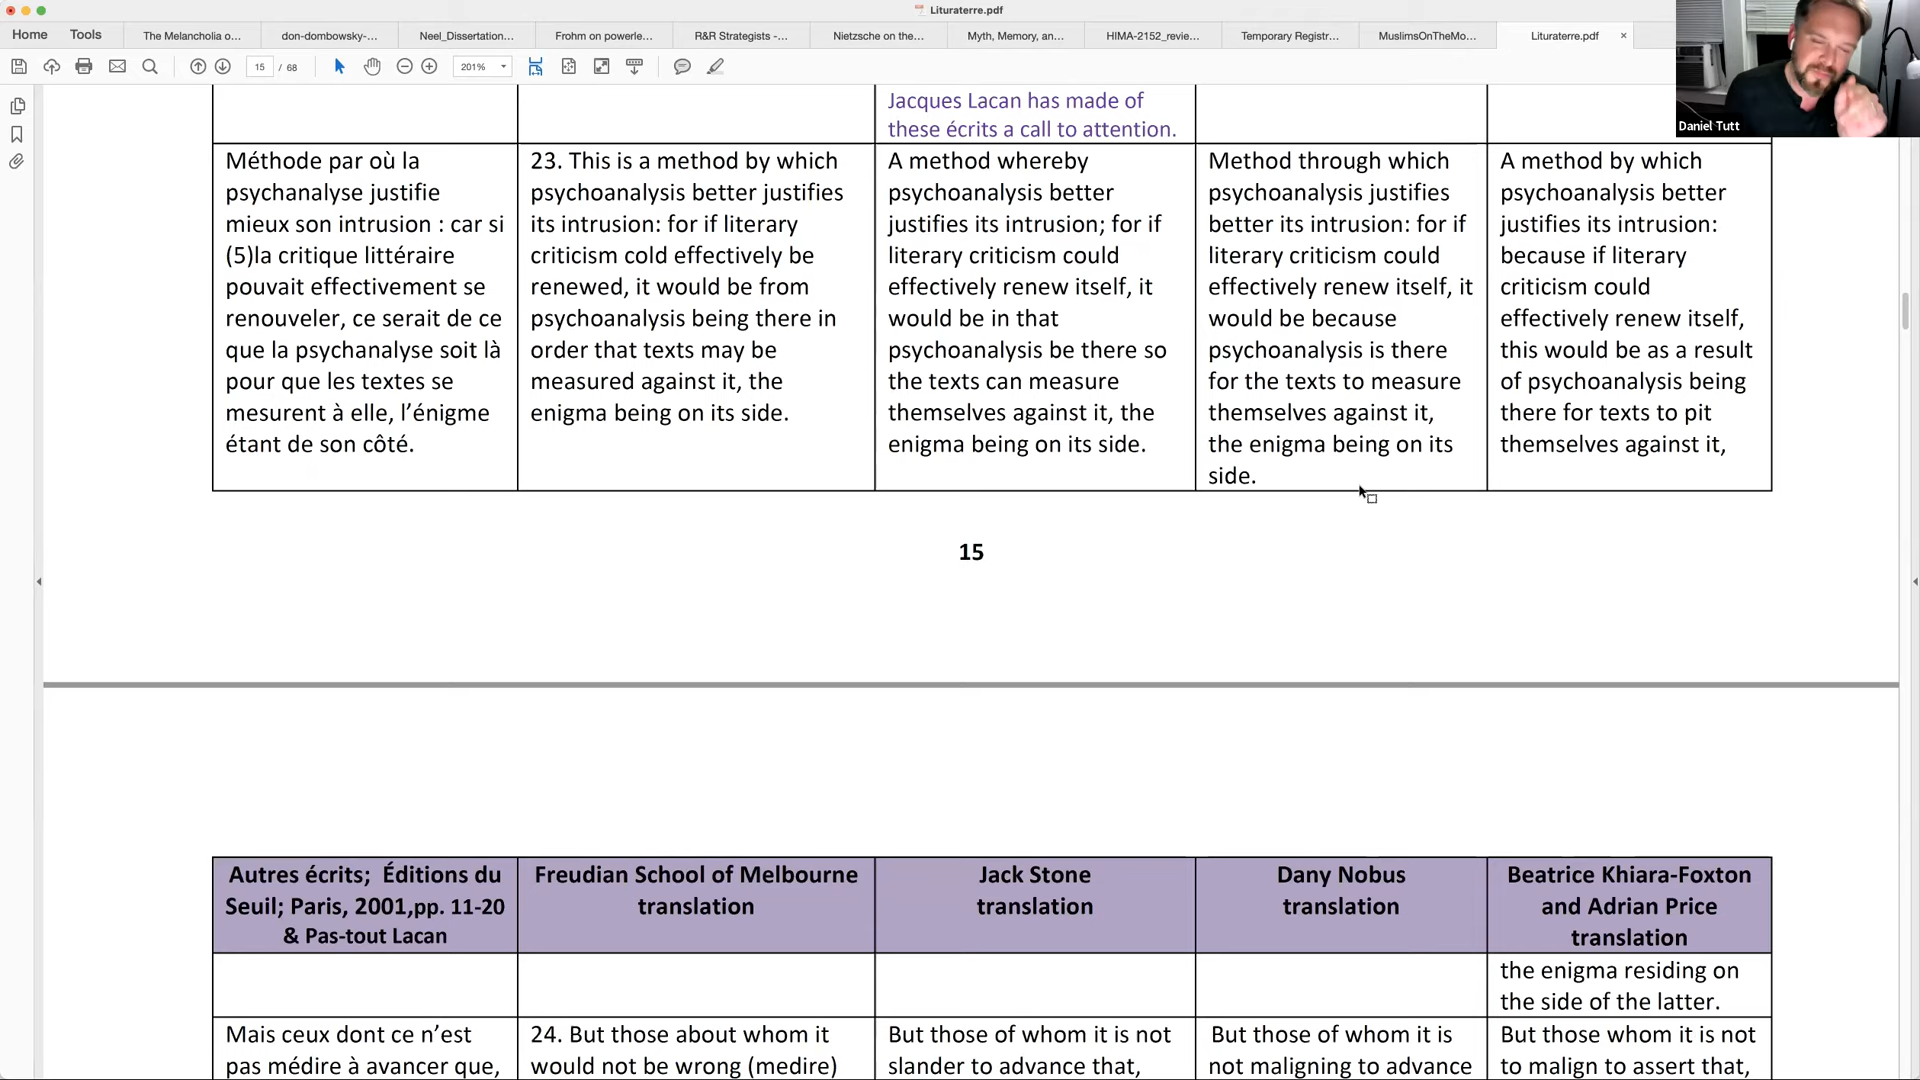 Lituraterre.pdf
Home
Tools
The Melancholia o...
don-dombowsky-...
Neel_Dissertation...
Frohm on powerle...
R&R Strategists -...
Nietzsche on the...
Myth, Memory, an...
HIMA-2152_revie...
Temporary Registr...
MuslimsOnTheMo...
Lituraterre.pdf
15 / 68
201%
Daniel Tutt
Jacques Lacan has made of
these écrits a call to attention.
Méthode par où la
psychanalyse justifie
mieux son intrusion : car si
(5)la critique littéraire
pouvait effectivement se
renouveler, ce serait de ce
que la psychanalyse soit là
pour que les textes se
mesurent à elle, l’énigme
étant de son côté.
23. This is a method by which
psychoanalysis better justifies
its intrusion: for if literary
criticism cold effectively be
renewed, it would be from
psychoanalysis being there in
order that texts may be
measured against it, the
enigma being on its side.
A method whereby
psychoanalysis better
justifies its intrusion; for if
literary criticism could
effectively renew itself, it
would be in that
psychoanalysis be there so
the texts can measure
themselves against it, the
enigma being on its side.
Method through which
psychoanalysis justifies
better its intrusion: for if
literary criticism could
effectively renew itself, it
would be because
psychoanalysis is there
for the texts to measure
themselves against it,
the enigma being on its
side.
A method by which
psychoanalysis better
justifies its intrusion:
because if literary
criticism could
effectively renew itself,
this would be as a result
of psychoanalysis being
there for texts to pit
themselves against it,
15
Autres écrits; Éditions du
Seuil; Paris, 2001,pp. 11-20
& Pas-tout Lacan
Freudian School of Melbourne
translation
Jack Stone
translation
Dany Nobus
translation
Beatrice Khiara-Foxton
and Adrian Price
translation
the enigma residing on
the side of the latter.
Mais ceux dont ce n’est
pas médire à avancer que,
24. But those about whom it
would not be wrong (medire)
But those of whom it is not
slander to advance that,
But those of whom it is
not maligning to advance
But those whom it is not
to malign to assert that,